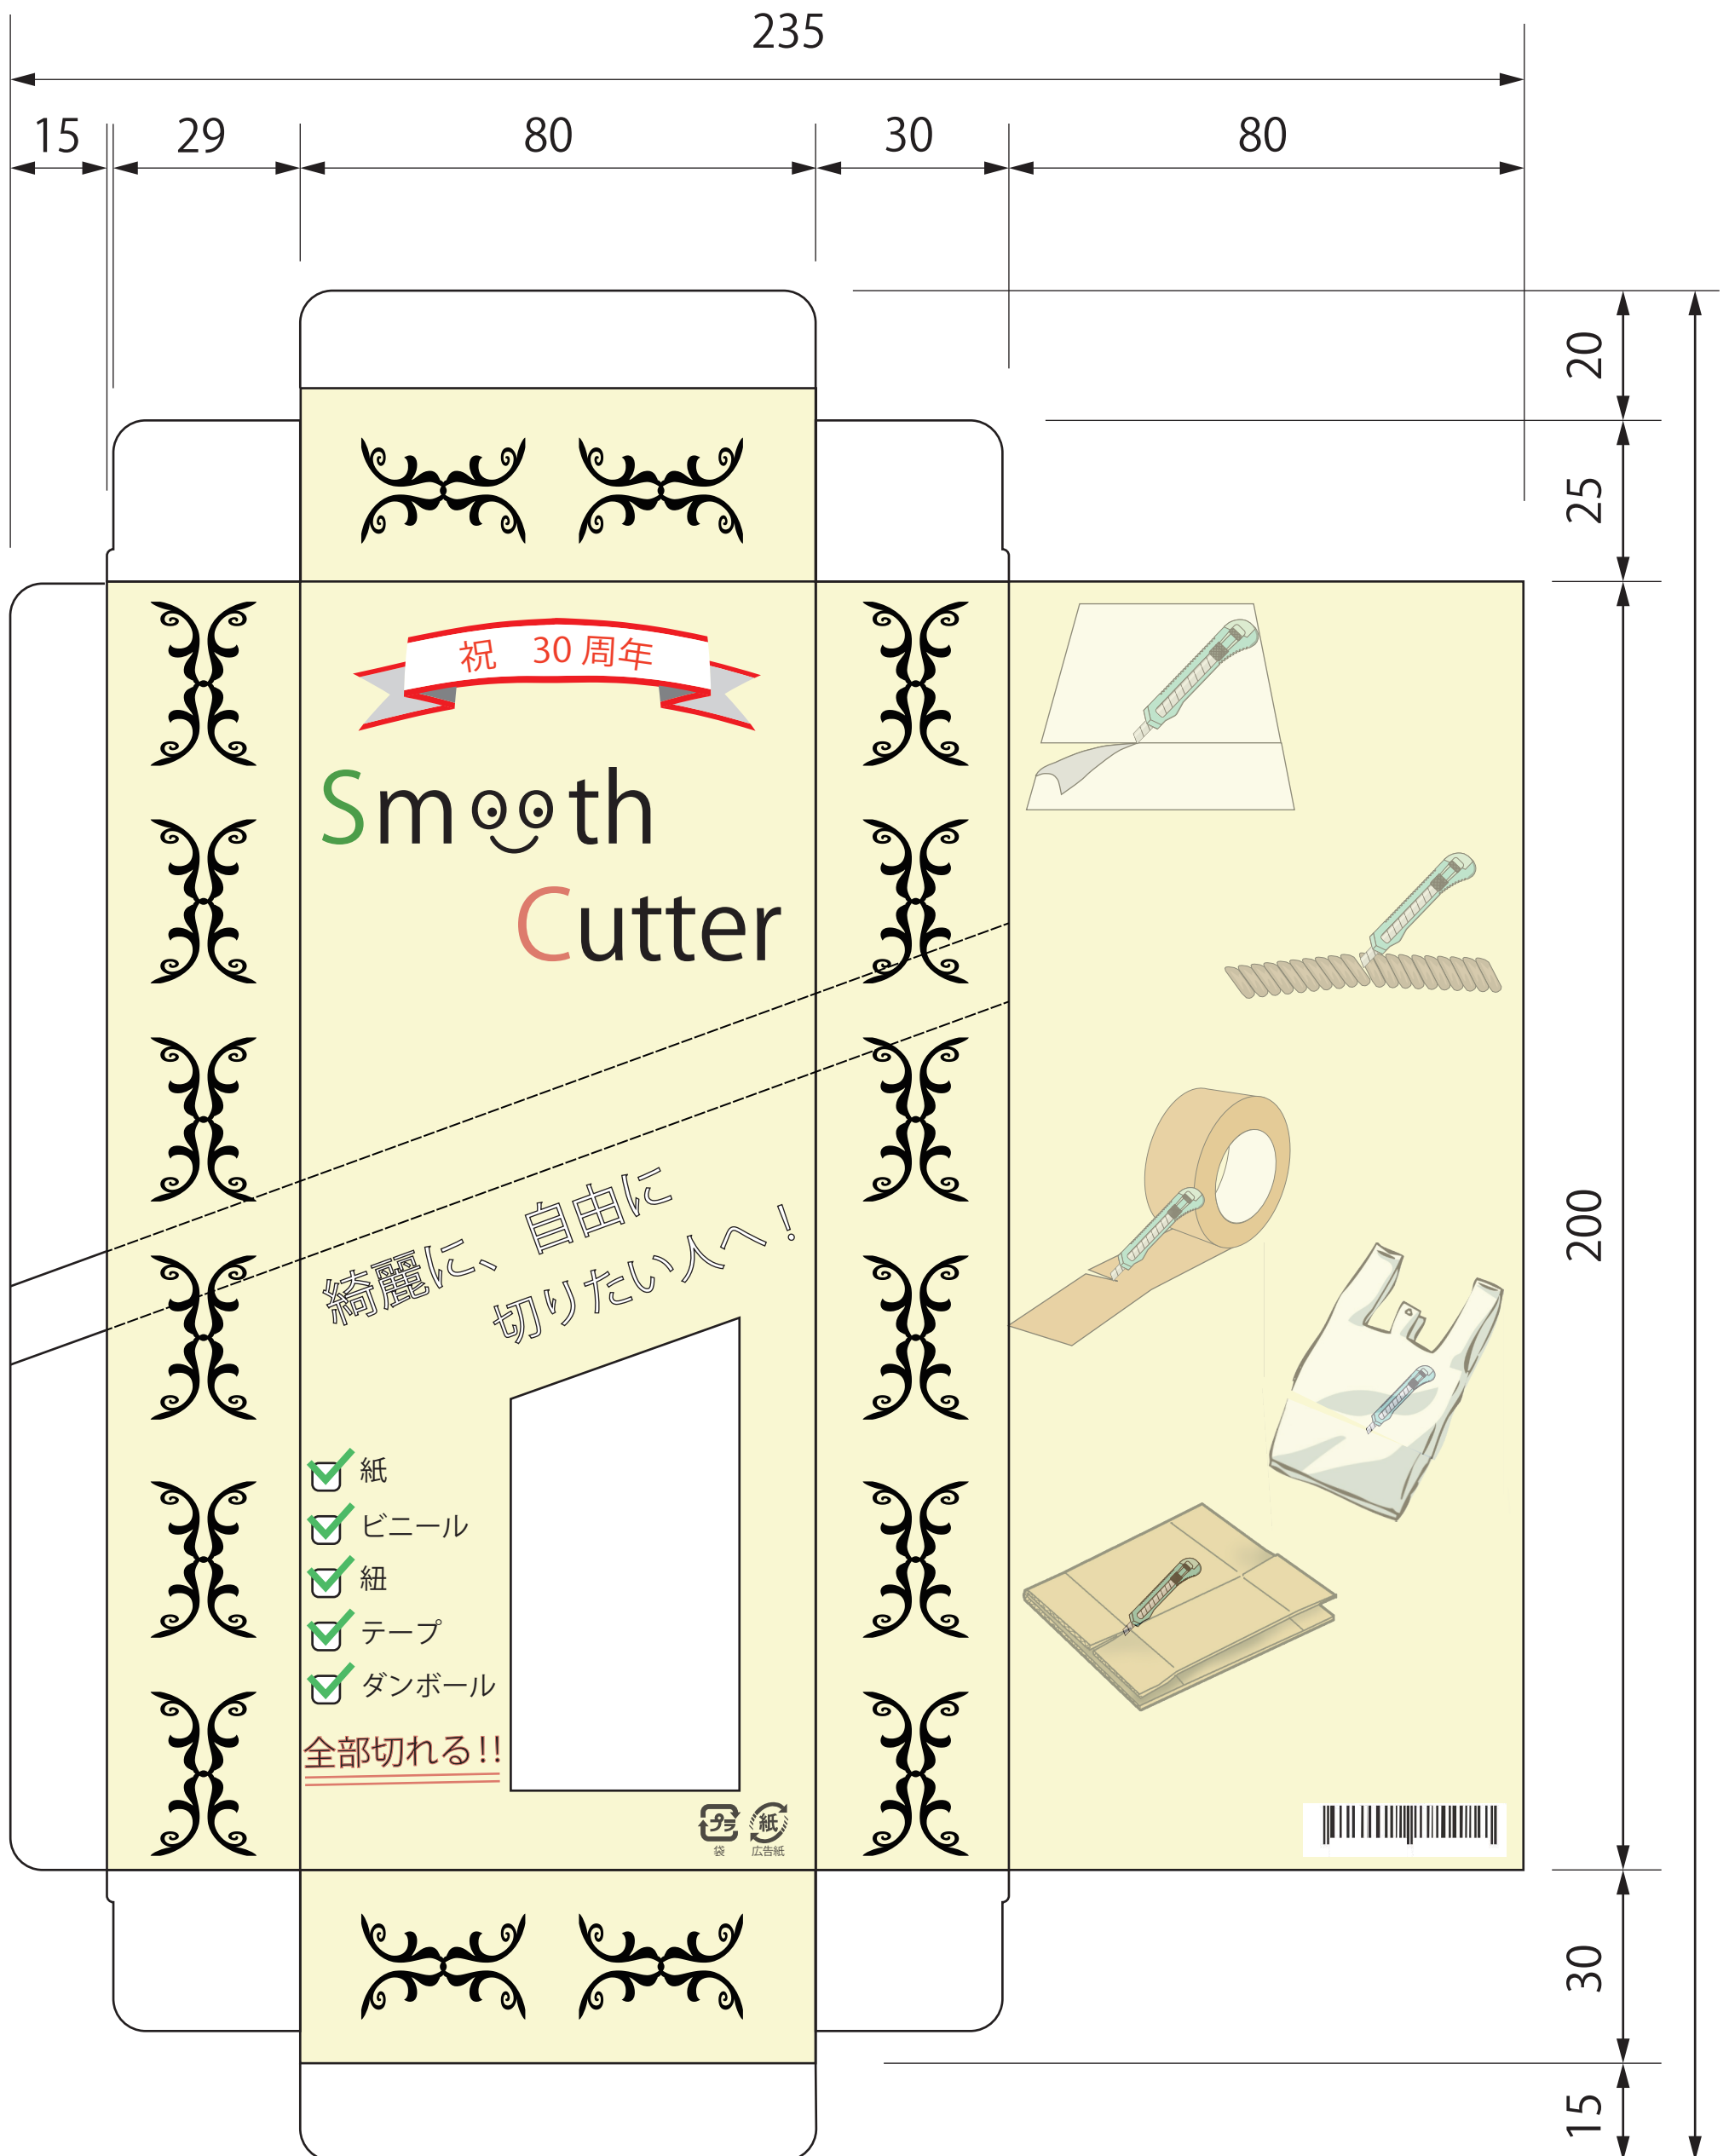 235
15
29
80
30
80
20
25
200
30
15
祝 30周年
Smooth
Cutter
綺麗に、自由に
切りたい人へ！
紙
ビニール
紐
テープ
ダンボール
全部切れる!!
プラ
袋
紙
広告紙